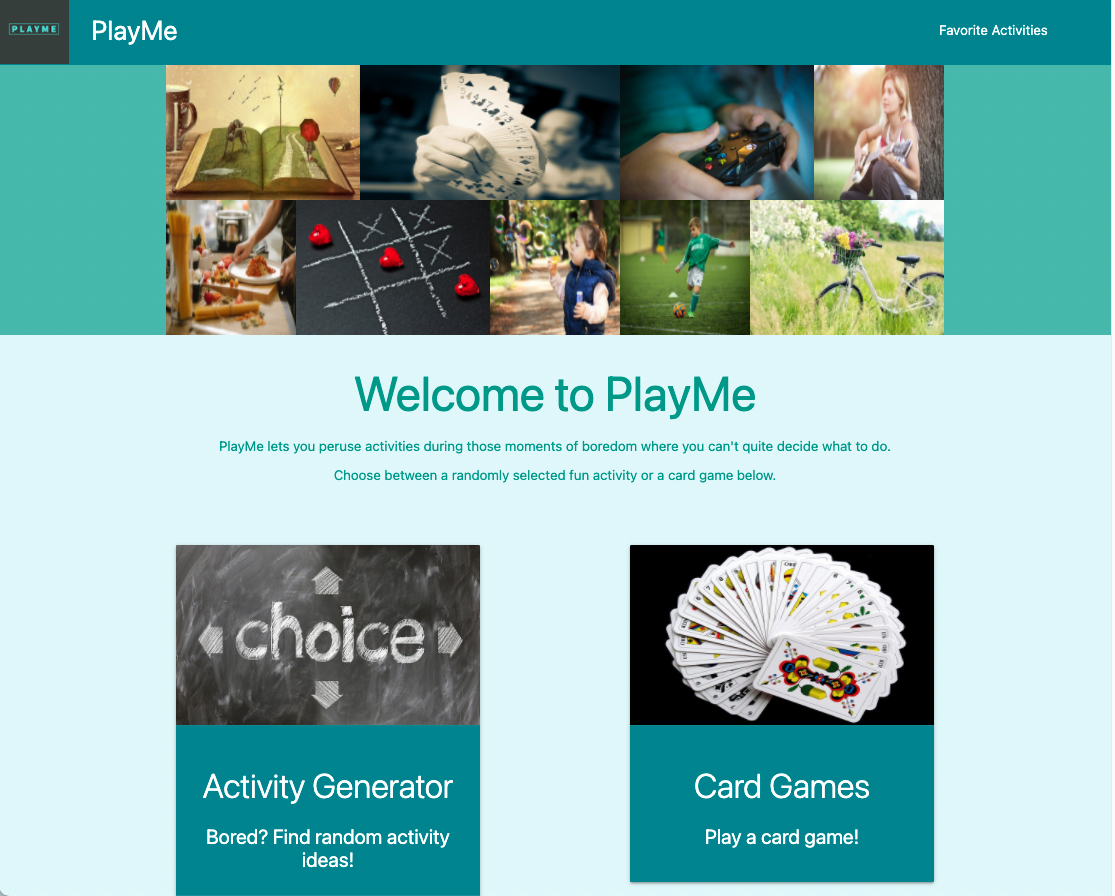 PLAYME
PlayMe
Favorite Activities
Welcome to PlayMe
PlayMe lets you peruse activities during those moments of boredom where you can't quite decide what to do.
Choose between a randomly selected fun activity or a card game below.
choice
Activity Generator
Bored? Find random activity
ideas!
Card Games
Play a card game!